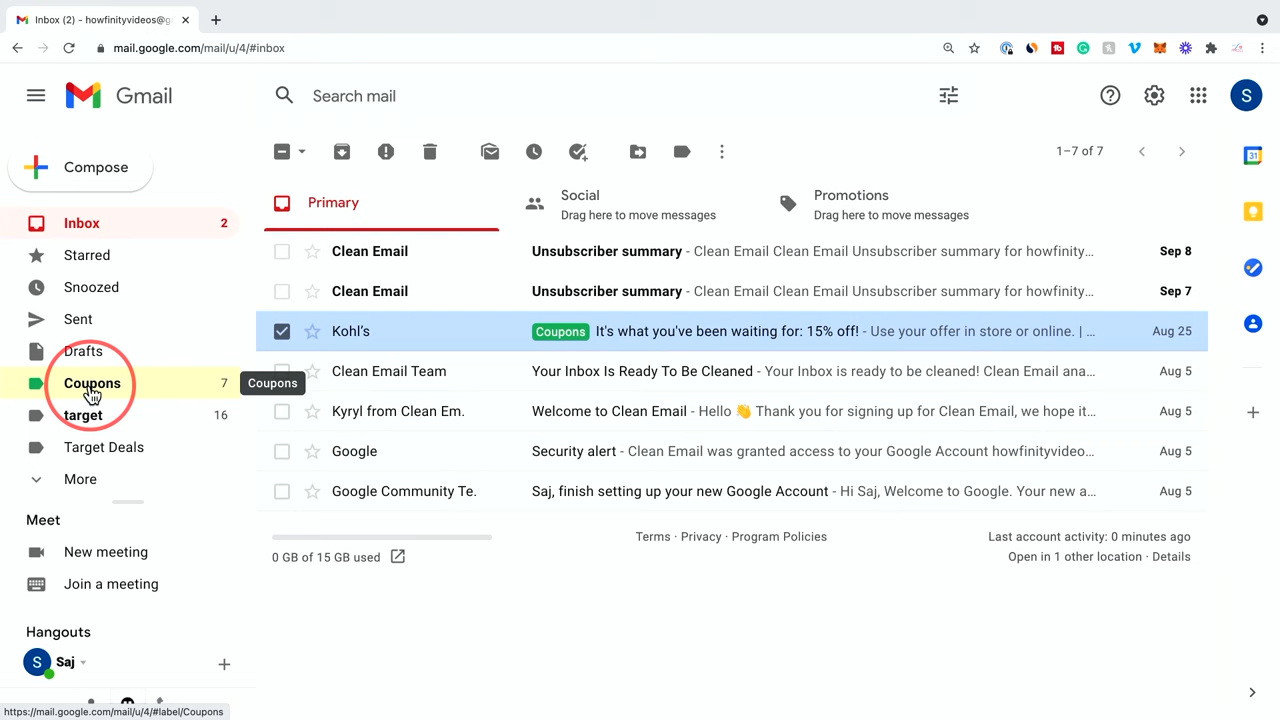 Inbox (2) - howfinityvideos@g
mail.google.com/mail/u/4/#inbox
Gmail
Search mail
S
Compose
1–7 of 7
31
Inbox 2
Starred
Snoozed
Sent
Drafts
Coupons 7
Coupons
target 16
Target Deals
More
Primary
Social
Drag here to move messages
Promotions
Drag here to move messages
Clean Email Unsubscriber summary - Clean Email Clean Email Unsubscriber summary for howfinity… Sep 8
Clean Email Unsubscriber summary - Clean Email Clean Email Unsubscriber summary for howfinity… Sep 7
Kohl's Coupons It's what you've been waiting for: 15% off! - Use your offer in store or online. | … Aug 25
Clean Email Team Your Inbox Is Ready To Be Cleaned - Your Inbox is ready to be cleaned! Clean Email ana… Aug 5
Kyryl from Clean Em. Welcome to Clean Email - Hello 👋 Thank you for signing up for Clean Email, we hope it… Aug 5
Google Security alert - Clean Email was granted access to your Google Account howfinityvideo… Aug 5
Google Community Te. Saj, finish setting up your new Google Account - Hi Saj, Welcome to Google. Your new a… Aug 5
0 GB of 15 GB used
Terms · Privacy · Program Policies
Last account activity: 0 minutes ago
Open in 1 other location · Details
Meet
New meeting
Join a meeting
Hangouts
S Saj
https://mail.google.com/mail/u/4/#label/Coupons